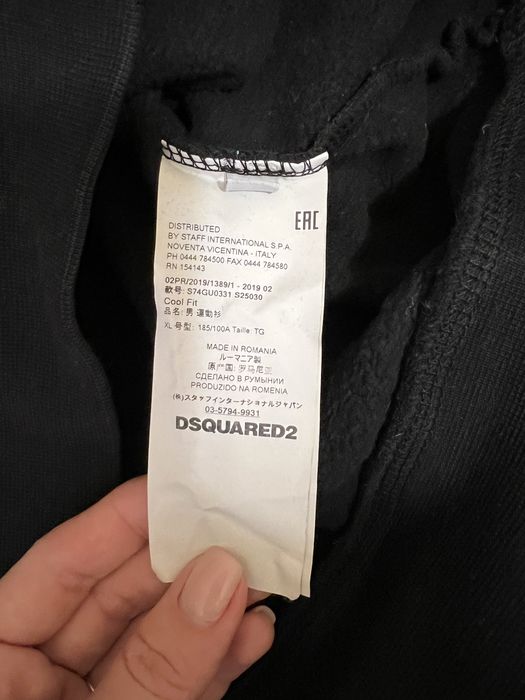 EAC
DISTRIBUTED
BY STAFF INTERNATIONAL S.P.A.
NOVENTA VICENTINA - ITALY
PH 0444 784500 FAX 0444 784580
RN 154143
02PR/2019/1389/1 - 2019 02
款号: S74GU0331 S25030
Cool Fit
品名: 男 運動衫
XL 号型: 185/100A Taille: TG
MADE IN ROMANIA
ルーマニア製
原产国: 罗马尼亚
СДЕЛАНО В РУМЫНИИ
PRODUZIDO NA ROMENIA
(株)スタッフインターナショナルジャパン
03-5794-9931
DSQUARED2